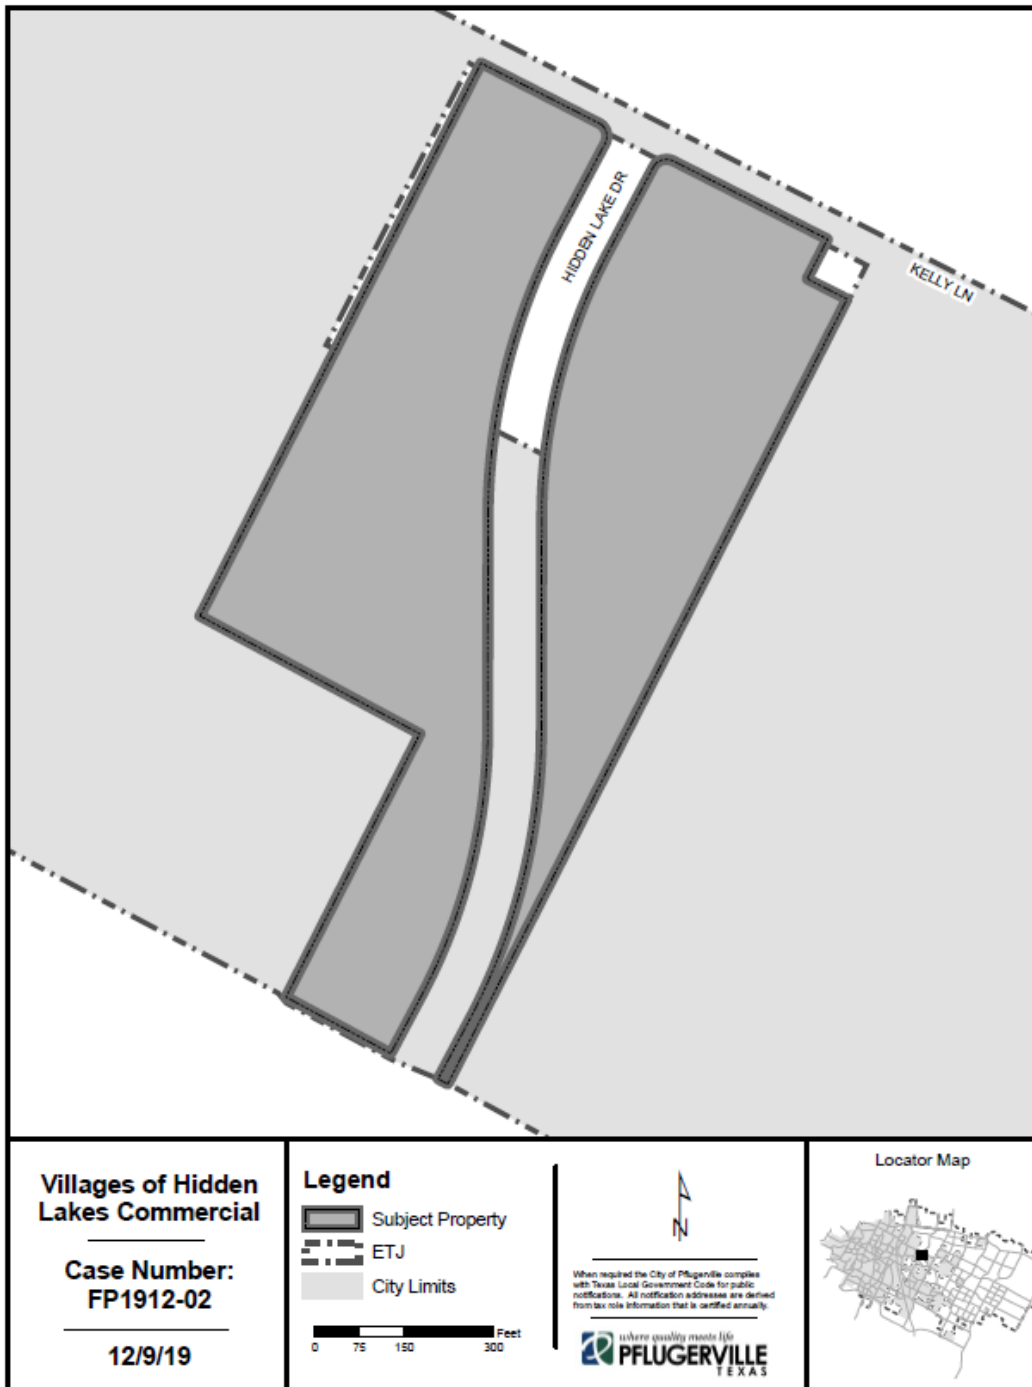 HIDDEN LAKE DR
KELLY LN
Villages of Hidden
Lakes Commercial
Case Number:
FP1912-02
12/9/19
Legend
Subject Property
ETJ
City Limits
Feet
0 75 150 300
N
When required the City of Pflugerville complies
with Texas Local Government Code for public
notifications. All notification addresses are derived
from tax role information that is certified annually.
where quality meets life
PFLUGERVILLE
TEXAS
Locator Map